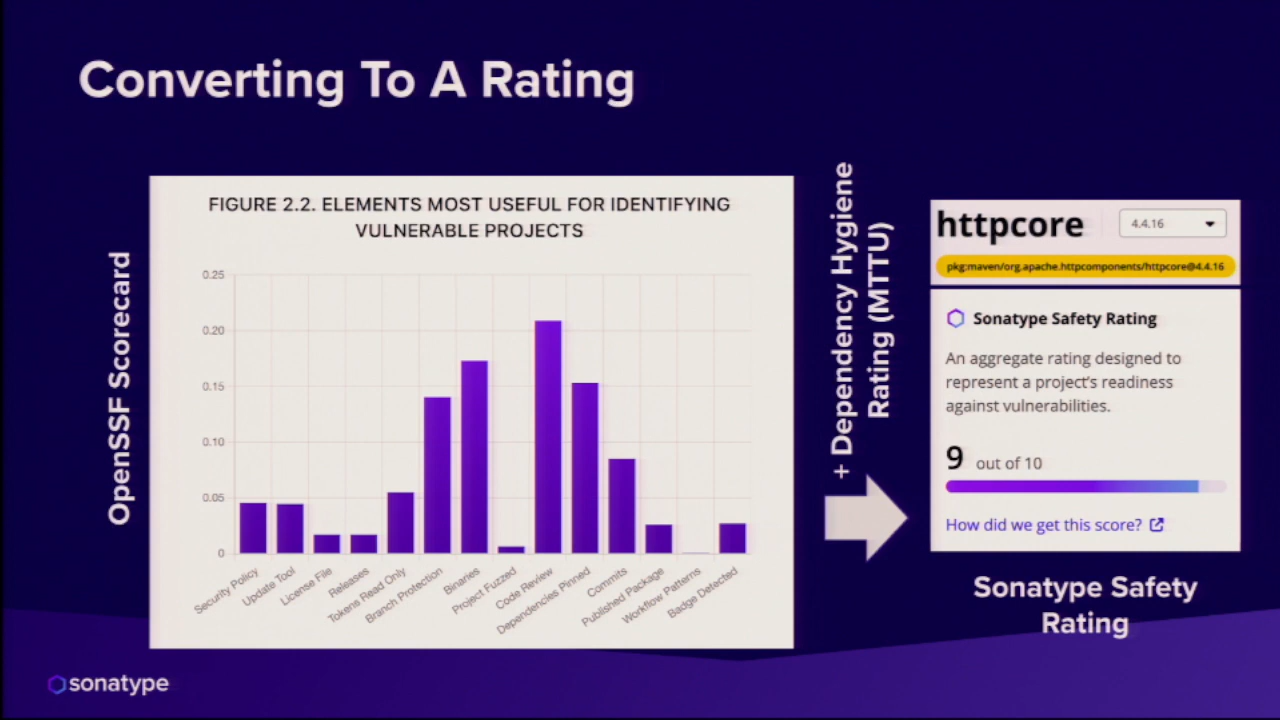 Converting To A Rating
OpenSSF Scorecard
FIGURE 2.2. ELEMENTS MOST USEFUL FOR IDENTIFYING
VULNERABLE PROJECTS
0.25
0.20
0.15
0.10
0.05
0
Security Policy
Update Tool
License File
Releases
Tokens Read Only
Branch Protection
Binaries
Project Fuzzed
Code Review
Dependencies Pinned
Commits
Published Package
Workflow Patterns
Badge Detected
+ Dependency Hygiene
Rating (MTTU)
httpcore
4.4.16
pkg:maven/org.apache.httpcomponents/httpcore@4.4.16
Sonatype Safety Rating
An aggregate rating designed to
represent a project's readiness
against vulnerabilities.
9 out of 10
How did we get this score?
Sonatype Safety
Rating
sonatype